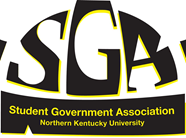 SGA
Student Government Association
Northern Kentucky University